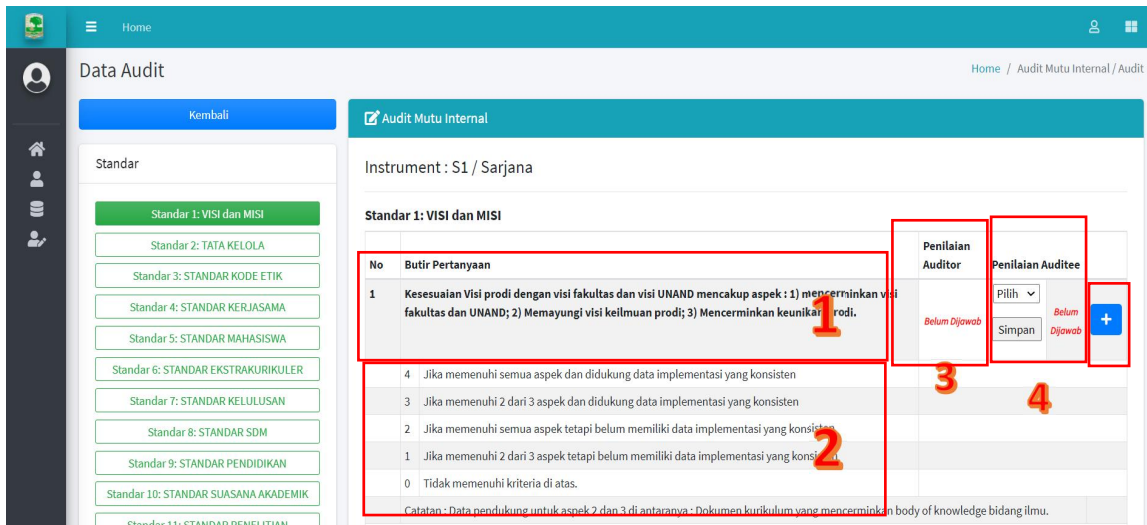 Home
Data Audit
Home / Audit Mutu Internal / Audit
Kembali
Standar
Standar 1: VISI dan MISI
Standar 2: TATA KELOLA
Standar 3: STANDAR KODE ETIK
Standar 4: STANDAR KERJASAMA
Standar 5: STANDAR MAHASISWA
Standar 6: STANDAR EKSTRAKURIKULER
Standar 7: STANDAR KELULUSAN
Standar 8: STANDAR SDM
Standar 9: STANDAR PENDIDIKAN
Standar 10: STANDAR SUASANA AKADEMIK
Standar 11: STANDAR PENELITIAN
Audit Mutu Internal
Instrument : S1 / Sarjana
Standar 1: VISI dan MISI
No Butir Pertanyaan Penilaian Auditor Penilaian Auditee
1 Kesesuaian Visi prodi dengan visi fakultas dan visi UNAND mencakup aspek : 1) mencerminkan visi
fakultas dan UNAND; 2) Memayungi visi keilmuan prodi; 3) Mencerminkan keunikan prodi.
Belum Dijawab
Pilih
Simpan
Belum
Dijawab
+
1
3
4
4 Jika memenuhi semua aspek dan didukung data implementasi yang konsisten
3 Jika memenuhi 2 dari 3 aspek dan didukung data implementasi yang konsisten
2 Jika memenuhi semua aspek tetapi belum memiliki data implementasi yang konsisten
1 Jika memenuhi 2 dari 3 aspek tetapi belum memiliki data implementasi yang konsisten
0 Tidak memenuhi kriteria di atas.
2
Catatan : Data pendukung untuk aspek 2 dan 3 di antaranya : Dokumen kurikulum yang mencerminkan body of knowledge bidang ilmu.